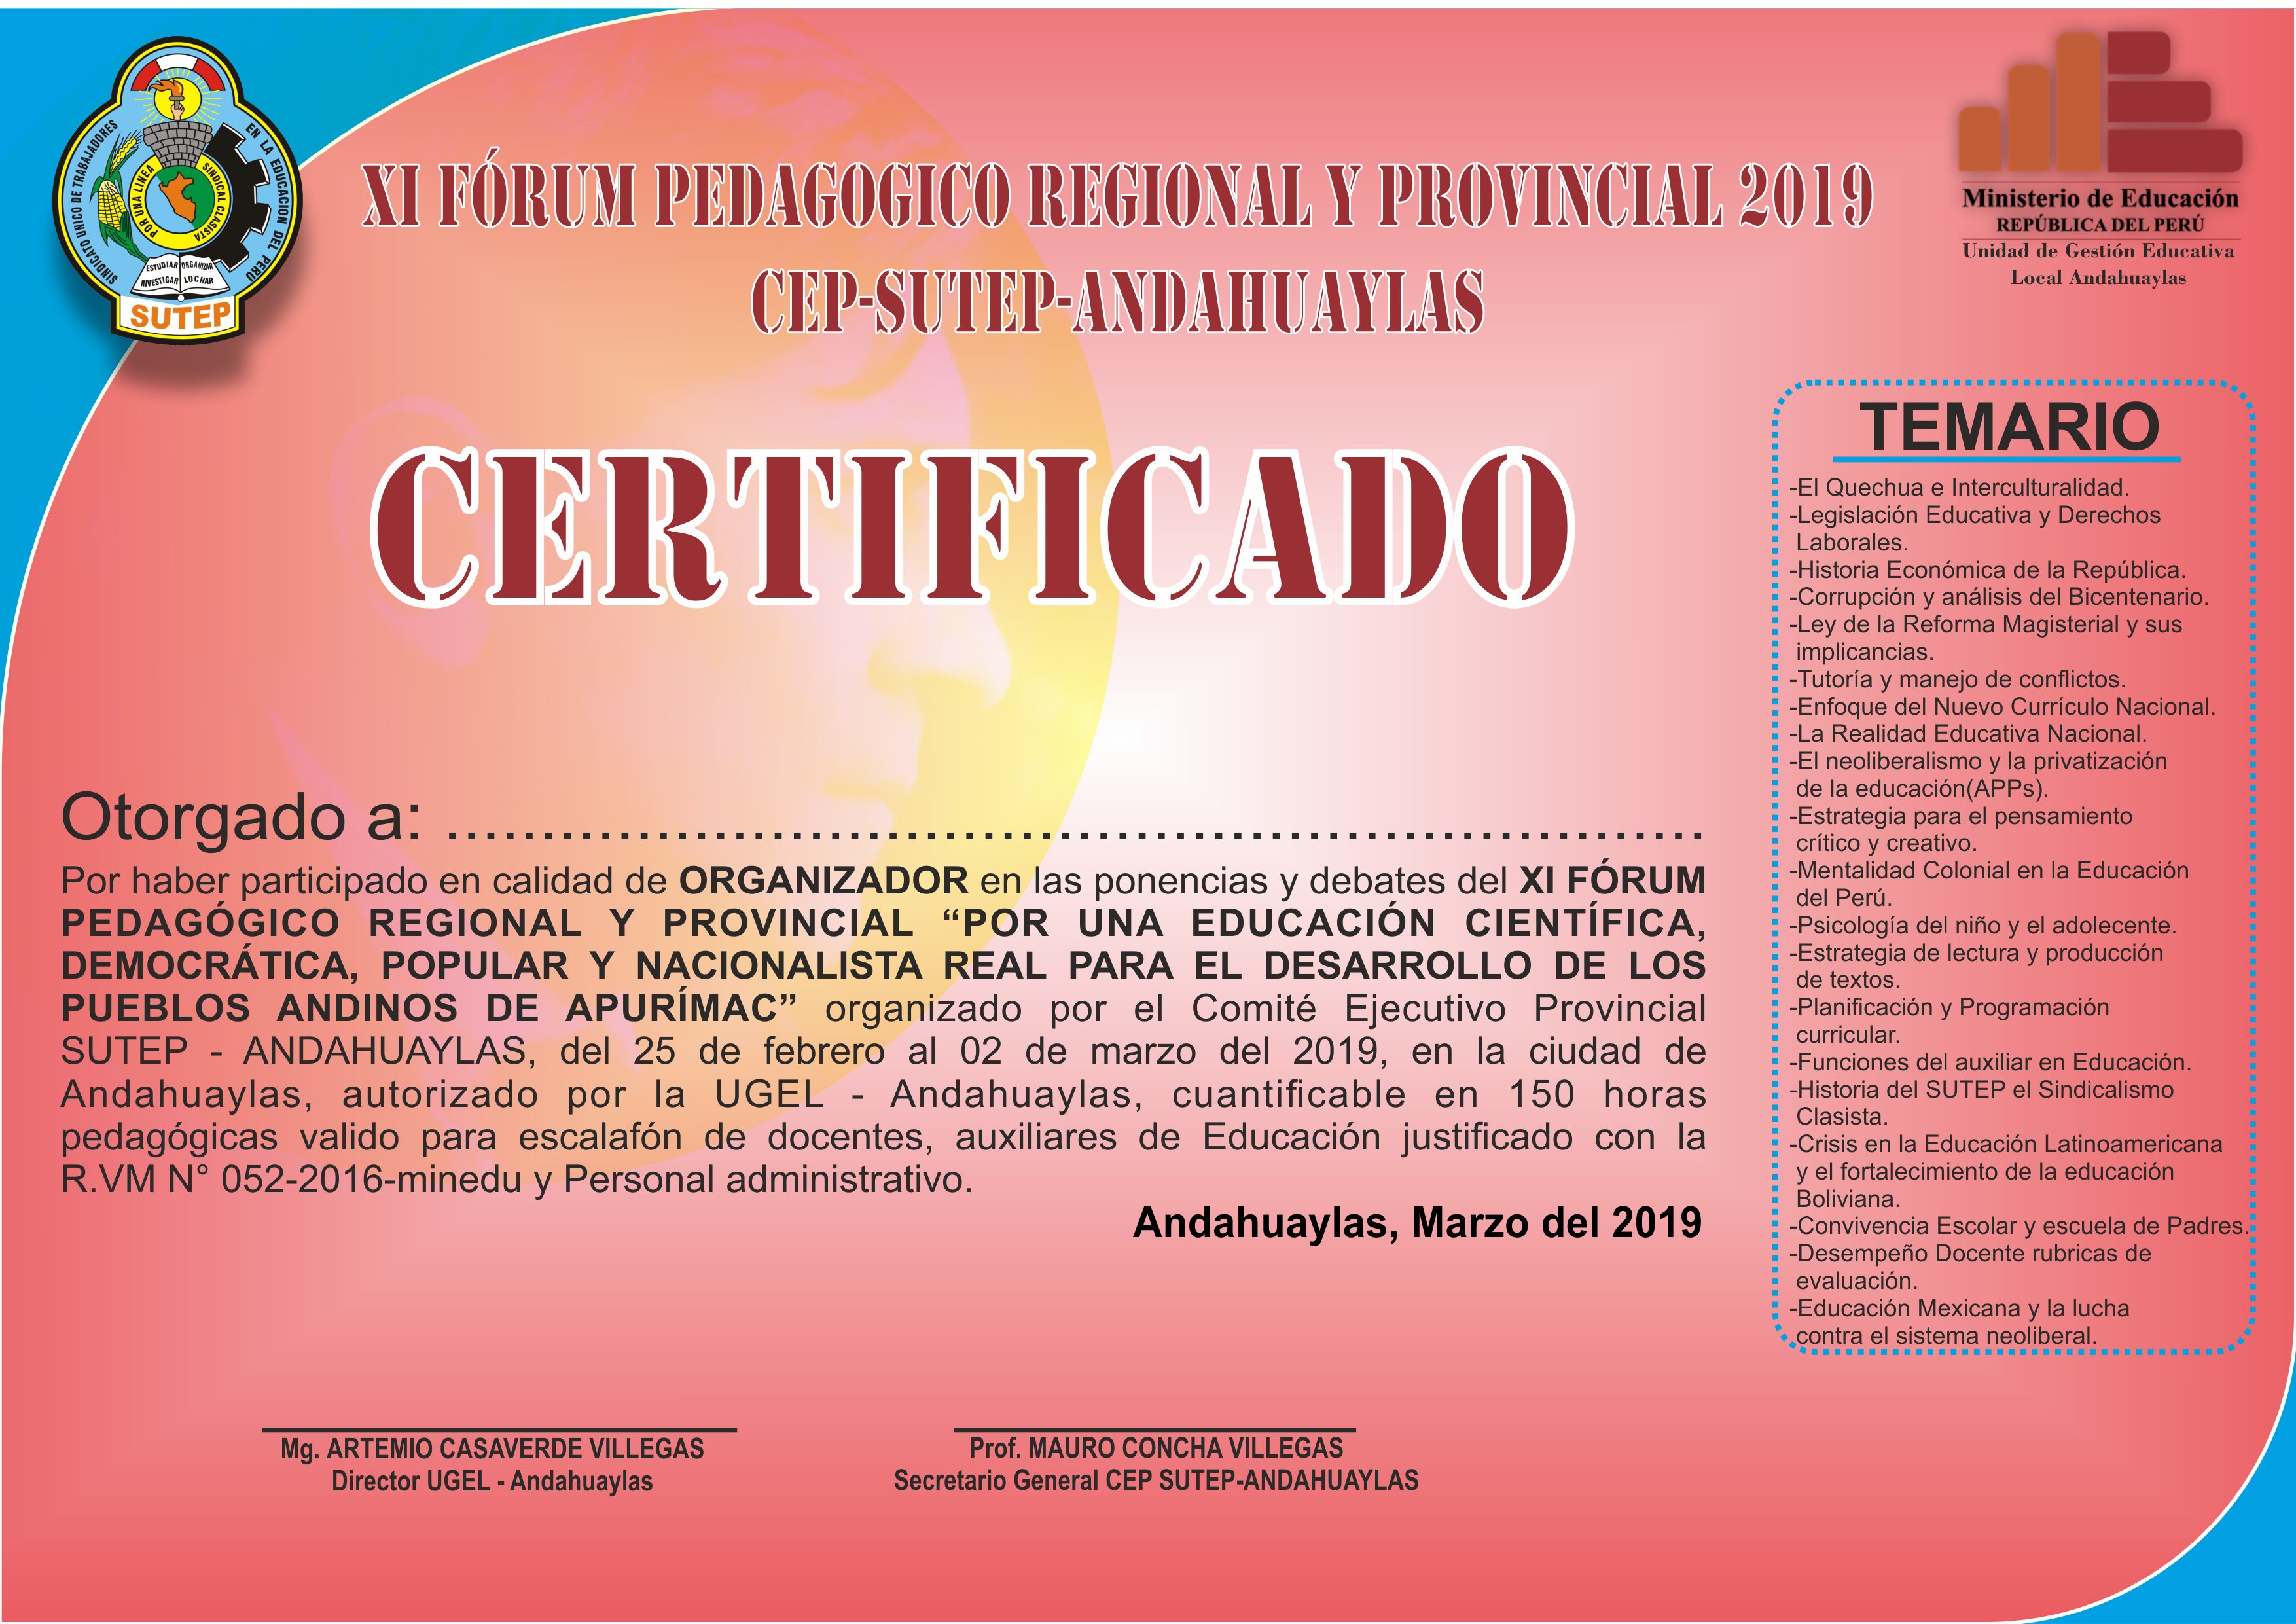 SINDICATO UNICO DE TRABAJADORES
EN LA EDUCACION DEL PERU
POR UNA LINEA
SINDICAL CLASISTA
ESTUDIAR ORGANIZAR
INVESTIGAR LUCHAR
SUTEP
XI FÓRUM PEDAGOGICO REGIONAL Y PROVINCIAL 2019
CEP-SUTEP-ANDAHUAYLAS
Ministerio de Educación
REPÚBLICA DEL PERÚ
Unidad de Gestión Educativa
Local Andahuaylas
CERTIFICADO
Otorgado a: ..................................................................
Por haber participado en calidad de ORGANIZADOR en las ponencias y debates del XI FÓRUM
PEDAGÓGICO REGIONAL Y PROVINCIAL “POR UNA EDUCACIÓN CIENTÍFICA,
DEMOCRÁTICA, POPULAR Y NACIONALISTA REAL PARA EL DESARROLLO DE LOS
PUEBLOS ANDINOS DE APURÍMAC” organizado por el Comité Ejecutivo Provincial
SUTEP - ANDAHUAYLAS, del 25 de febrero al 02 de marzo del 2019, en la ciudad de
Andahuaylas, autorizado por la UGEL - Andahuaylas, cuantificable en 150 horas
pedagógicas valido para escalafón de docentes, auxiliares de Educación justificado con la
R.VM N° 052-2016-minedu y Personal administrativo.
Andahuaylas, Marzo del 2019
TEMARIO
-El Quechua e Interculturalidad.
-Legislación Educativa y Derechos
Laborales.
-Historia Económica de la República.
-Corrupción y análisis del Bicentenario.
-Ley de la Reforma Magisterial y sus
implicancias.
-Tutoría y manejo de conflictos.
-Enfoque del Nuevo Currículo Nacional.
-La Realidad Educativa Nacional.
-El neoliberalismo y la privatización
de la educación(APPs).
-Estrategia para el pensamiento
crítico y creativo.
-Mentalidad Colonial en la Educación
del Perú.
-Psicología del niño y el adolecente.
-Estrategia de lectura y producción
de textos.
-Planificación y Programación
curricular.
-Funciones del auxiliar en Educación.
-Historia del SUTEP el Sindicalismo
Clasista.
-Crisis en la Educación Latinoamericana
y el fortalecimiento de la educación
Boliviana.
-Convivencia Escolar y escuela de Padres.
-Desempeño Docente rubricas de
evaluación.
-Educación Mexicana y la lucha
contra el sistema neoliberal.
Mg. ARTEMIO CASAVERDE VILLEGAS
Director UGEL - Andahuaylas
Prof. MAURO CONCHA VILLEGAS
Secretario General CEP SUTEP-ANDAHUAYLAS